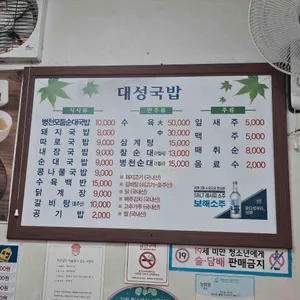 대성국밥
식사류
병천모듬순대국밥 10,000
돼지국밥 8,000
따로국밥 9,000
내장국밥 9,000
순대국밥 9,000
콩나물국밥 9,000
수육백반 15,000
닭계장 9,000
갈비탕 10,000
공기밥 2,000
안주류
수육 大 50,000
中 30,000
삼계탕 15,000
찰순대 13,000
병천순대 15,000
주류
잎새주 5,000
맥주 5,000
매취순 8,000
음료수 2,000
보해소주
19세 미만 청소년에게
술·담배 판매금지